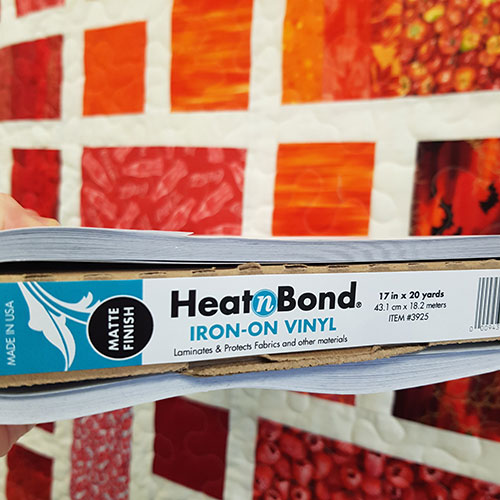 MADE IN USA
MATTE
FINISH
HeatnBond®
IRON-ON VINYL
Laminates & Protects Fabrics and other materials
17 in x 20 yards
43.1 cm x 18.2 meters
ITEM #3925